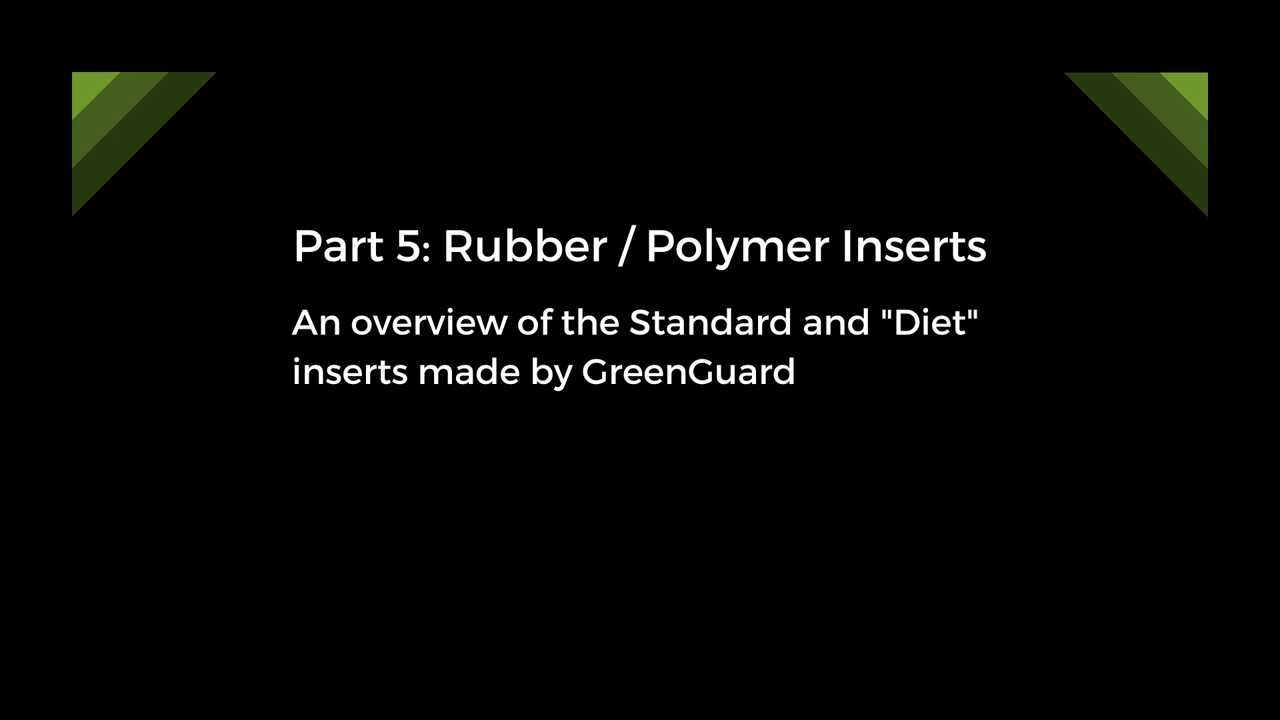 Part 5: Rubber / Polymer Inserts
An overview of the Standard and "Diet"
inserts made by GreenGuard